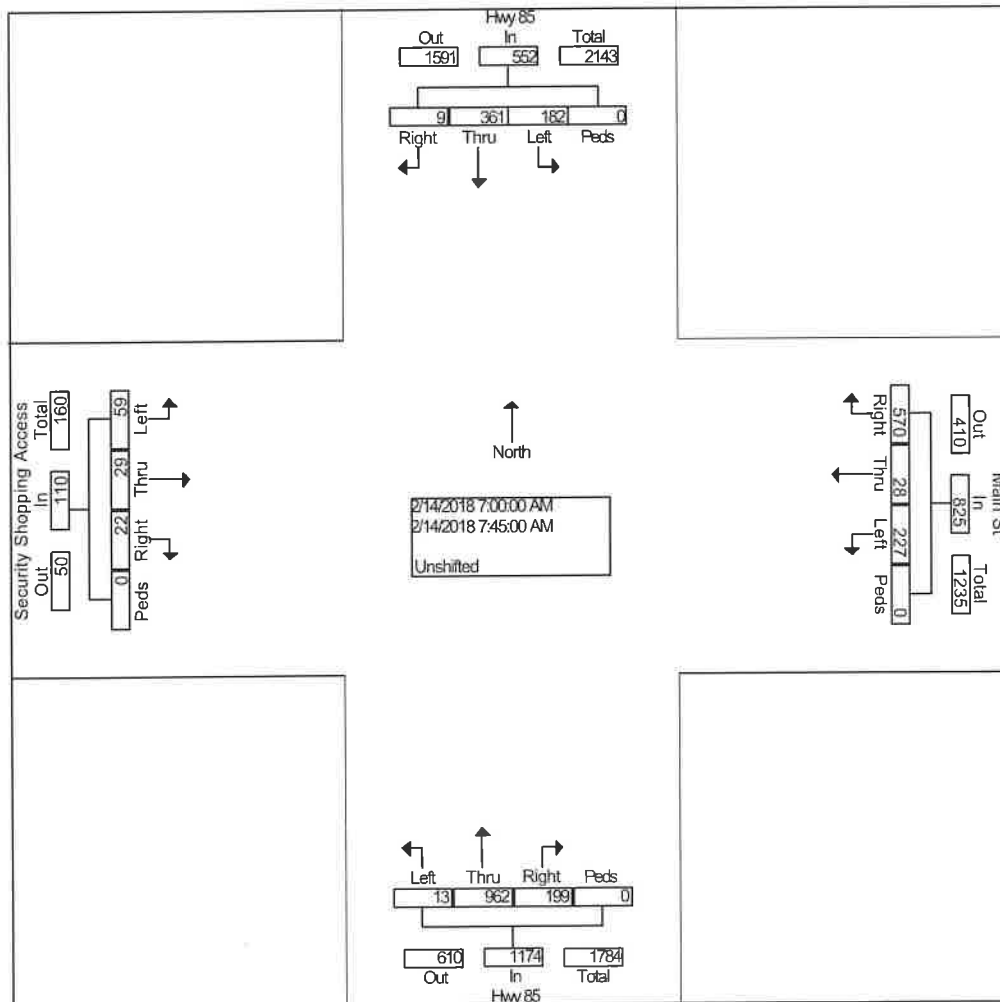 Hwy 85
Out In Total
1591 552 2143
9 361 182 0
Right Thru Left Peds
Security Shopping Access
Total In Out
160 110 50
59 29 22 0
Left Thru Right Peds
North
2/14/2018 7:00:00 AM
2/14/2018 7:45:00 AM
Unshifted
Right Thru Left Peds
570 28 227 0
Out In Total
410 825 1235
Main St
Left Thru Right Peds
13 962 199 0
610 1174 1784
Out In Total
Hwy 85